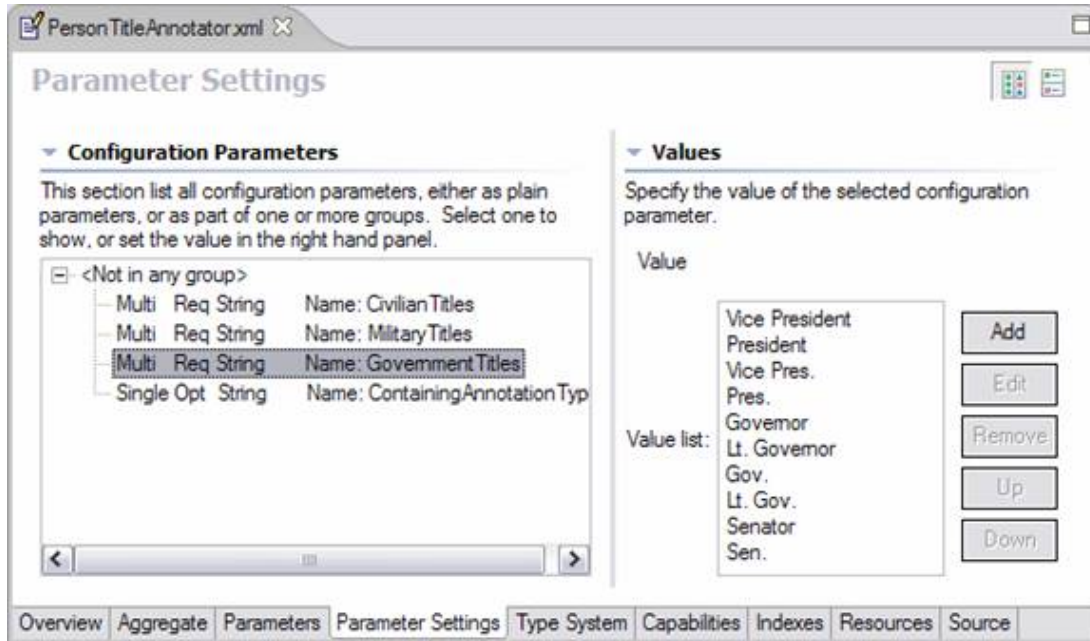 PersonTitleAnnotator.xml
Parameter Settings
Configuration Parameters
This section list all configuration parameters, either as plain
parameters, or as part of one or more groups. Select one to
show, or set the value in the right hand panel.
<Not in any group>
Multi Req String Name: CivilianTitles
Multi Req String Name: MilitaryTitles
Multi Req String Name: GovernmentTitles
Single Opt String Name: ContainingAnnotationTyp
Values
Specify the value of the selected configuration
parameter.
Value
Value list:
Vice President
President
Vice Pres.
Pres.
Governor
Lt. Governor
Gov.
Lt. Gov.
Senator
Sen.
Add
Edit
Remove
Up
Down
Overview Aggregate Parameters Parameter Settings Type System Capabilities Indexes Resources Source